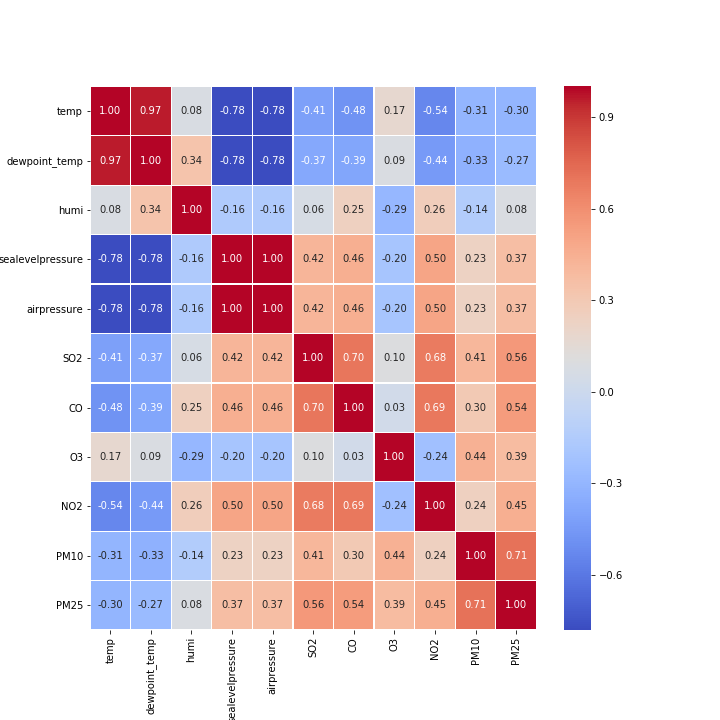 temp 1.00 0.97 0.08 -0.78 -0.78 -0.41 -0.48 0.17 -0.54 -0.31 -0.30
dewpoint_temp 0.97 1.00 0.34 -0.78 -0.78 -0.37 -0.39 0.09 -0.44 -0.33 -0.27
humi 0.08 0.34 1.00 -0.16 -0.16 0.06 0.25 -0.29 0.26 -0.14 0.08
sealevelpressure -0.78 -0.78 -0.16 1.00 1.00 0.42 0.46 -0.20 0.50 0.23 0.37
airpressure -0.78 -0.78 -0.16 1.00 1.00 0.42 0.46 -0.20 0.50 0.23 0.37
SO2 -0.41 -0.37 0.06 0.42 0.42 1.00 0.70 0.10 0.68 0.41 0.56
CO -0.48 -0.39 0.25 0.46 0.46 0.70 1.00 0.03 0.69 0.30 0.54
O3 0.17 0.09 -0.29 -0.20 -0.20 0.10 0.03 1.00 -0.24 0.44 0.39
NO2 -0.54 -0.44 0.26 0.50 0.50 0.68 0.69 -0.24 1.00 0.24 0.45
PM10 -0.31 -0.33 -0.14 0.23 0.23 0.41 0.30 0.44 0.24 1.00 0.71
PM25 -0.30 -0.27 0.08 0.37 0.37 0.56 0.54 0.39 0.45 0.71 1.00
temp dewpoint_temp humi sealevelpressure airpressure SO2 CO O3 NO2 PM10 PM25
0.9
0.6
0.3
0.0
−0.3
−0.6